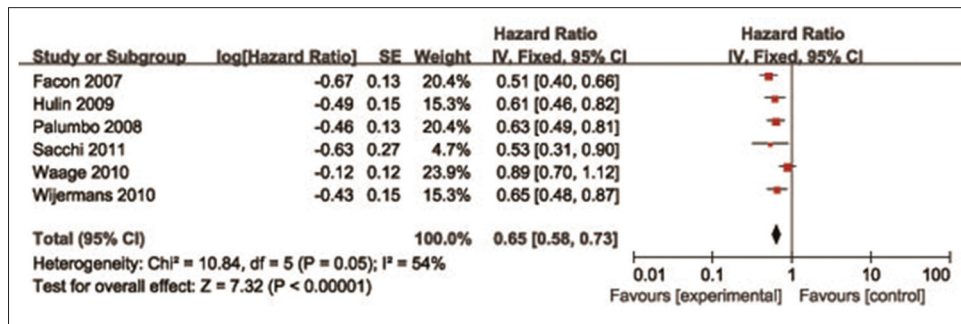 Hazard Ratio Hazard Ratio
Study or Subgroup log[Hazard Ratio] SE Weight IV, Fixed, 95% CI IV, Fixed, 95% CI
Facon 2007 -0.67 0.13 20.4% 0.51 [0.40, 0.66]
Hulin 2009 -0.49 0.15 15.3% 0.61 [0.46, 0.82]
Palumbo 2008 -0.46 0.13 20.4% 0.63 [0.49, 0.81]
Sacchi 2011 -0.63 0.27 4.7% 0.53 [0.31, 0.90]
Waage 2010 -0.12 0.12 23.9% 0.89 [0.70, 1.12]
Wijermans 2010 -0.43 0.15 15.3% 0.65 [0.48, 0.87]
Total (95% CI) 100.0% 0.65 [0.58, 0.73]
Heterogeneity: Chi² = 10.84, df = 5 (P = 0.05); I² = 54%
Test for overall effect: Z = 7.32 (P < 0.00001)
0.01 0.1 1 10 100
Favours [experimental] Favours [control]